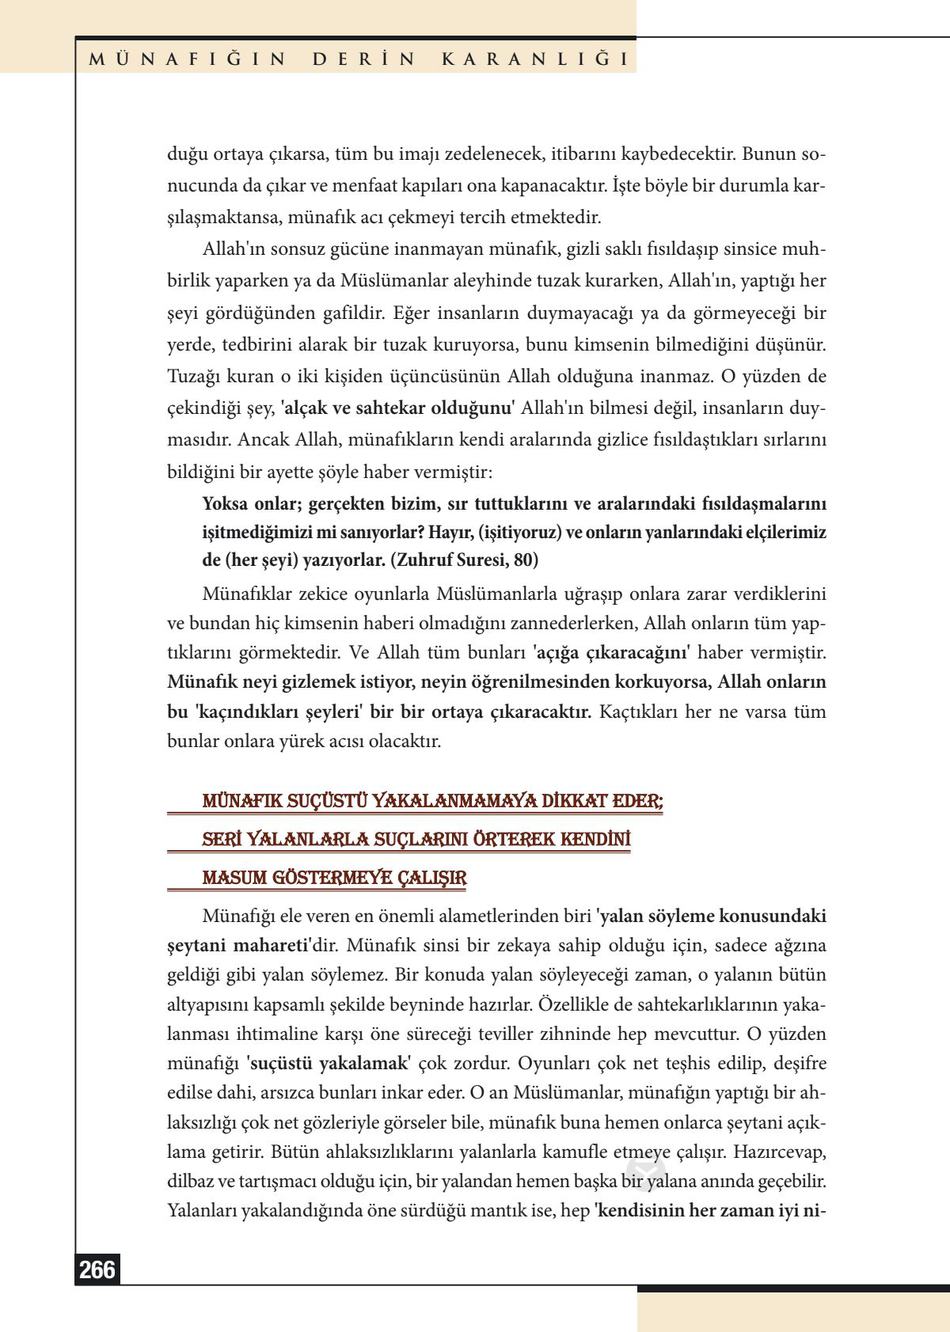 MÜNAFIĞIN DERİN KARANLIĞI
duğu ortaya çıkarsa, tüm bu imajı zedelenecek, itibarını kaybedecektir. Bunun so-
nucunda da çıkar ve menfaat kapıları ona kapanacaktır. İşte böyle bir durumla kar-
şılaşmaktansa, münafık acı çekmeyi tercih etmektedir.
Allah'ın sonsuz gücüne inanmayan münafık, gizli saklı fısıldaşıp sinsice muh-
birlik yaparken ya da Müslümanlar aleyhinde tuzak kurarken, Allah'ın, yaptığı her
şeyi gördüğünden gafildir. Eğer insanların duymayacağı ya da görmeyeceği bir
yerde, tedbirini alarak bir tuzak kuruyorsa, bunu kimsenin bilmediğini düşünür.
Tuzağı kuran o iki kişiden üçüncüsünün Allah olduğuna inanmaz. O yüzden de
çekindiği şey, 'alçak ve sahtekar olduğunu' Allah'ın bilmesi değil, insanların duy-
masıdır. Ancak Allah, münafıkların kendi aralarında gizlice fısıldaştıkları sırlarını
bildiğini bir ayette şöyle haber vermiştir:
Yoksa onlar; gerçekten bizim, sır tuttuklarını ve aralarındaki fısıldaşmalarını
işitmediğimizi mi sanıyorlar? Hayır, (işitiyoruz) ve onların yanlarındaki elçilerimiz
de (her şeyi) yazıyorlar. (Zuhruf Suresi, 80)
Münafıklar zekice oyunlarla Müslümanlarla uğraşıp onlara zarar verdiklerini
ve bundan hiç kimsenin haberi olmadığını zannederlerken, Allah onların tüm yap-
tıklarını görmektedir. Ve Allah tüm bunları 'açığa çıkaracağını' haber vermiştir.
Münafık neyi gizlemek istiyor, neyin öğrenilmesinden korkuyorsa, Allah onların
bu 'kaçındıkları şeyleri' bir bir ortaya çıkaracaktır. Kaçtıkları her ne varsa tüm
bunlar onlara yürek acısı olacaktır.
MÜNAFIK SUÇÜSTÜ YAKALANMAMAYA DİKKAT EDER;
SERİ YALANLARLA SUÇLARINI ÖRTEREK KENDİNİ
MASUM GÖSTERMEYE ÇALIŞIR
Münafığı ele veren en önemli alametlerinden biri 'yalan söyleme konusundaki
şeytani mahareti'dir. Münafık sinsi bir zekaya sahip olduğu için, sadece ağzına
geldiği gibi yalan söylemez. Bir konuda yalan söyleyeceği zaman, o yalanın bütün
altyapısını kapsamlı şekilde beyninde hazırlar. Özellikle de sahtekarlıklarının yaka-
lanması ihtimaline karşı öne süreceği teviller zihninde hep mevcuttur. O yüzden
münafığı 'suçüstü yakalamak' çok zordur. Oyunları çok net teşhis edilip, deşifre
edilse dahi, arsızca bunları inkar eder. O an Müslümanlar, münafığın yaptığı bir ah-
laksızlığı çok net gözleriyle görseler bile, münafık buna hemen onlarca şeytani açık-
lama getirir. Bütün ahlaksızlıklarını yalanlarla kamufle etmeye çalışır. Hazırcevap,
dilbaz ve tartışmacı olduğu için, bir yalandan hemen başka bir yalana anında geçebilir.
Yalanları yakalandığında öne sürdüğü mantık ise, hep 'kendisinin her zaman iyi ni-
266